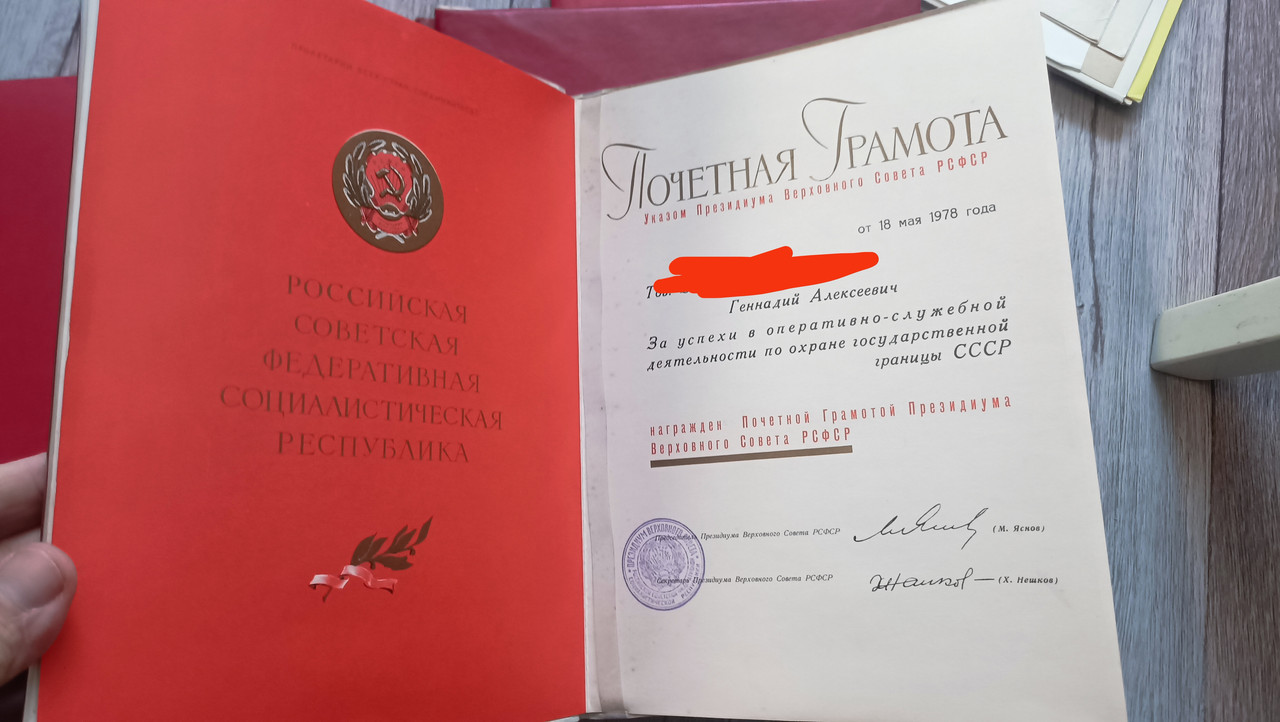 РОССИЙСКАЯ
СОВЕТСКАЯ
ФЕДЕРАТИВНАЯ
СОЦИАЛИСТИЧЕСКАЯ
РЕСПУБЛИКА
ПОЧЕТНАЯ ГРАМОТА
Указом Президиума Верховного Совета РСФСР
от 18 мая 1978 года
Геннадий Алексеевич
За успехи в оперативно-служебной
деятельности по охране государственной
границы СССР
награжден Почетной Грамотой Президиума
Верховного Совета РСФСР
Председатель Президиума Верховного Совета РСФСР (М. Яснов)
Секретарь Президиума Верховного Совета РСФСР (Х. Нешков)